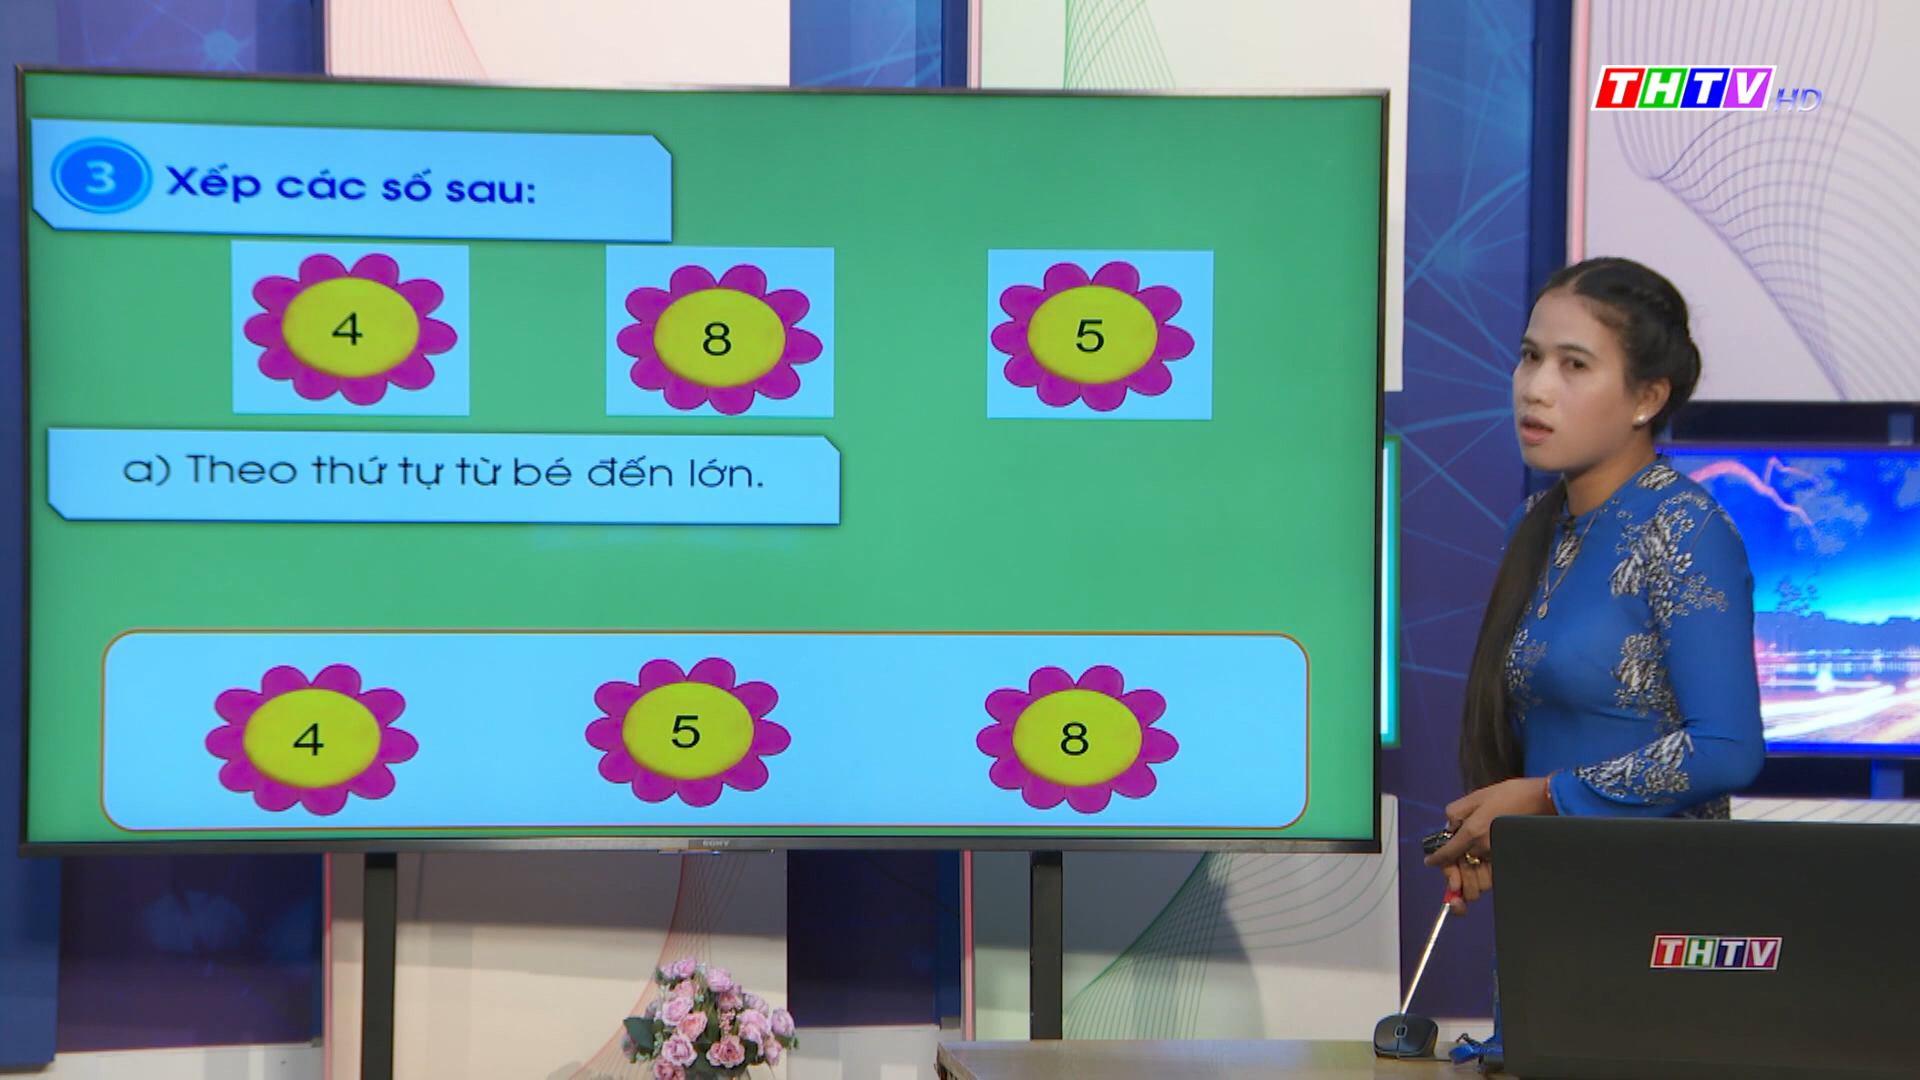 THTV HD
3 Xếp các số sau:
4 8 5
a) Theo thứ tự từ bé đến lớn.
4 5 8
SONY
THTV